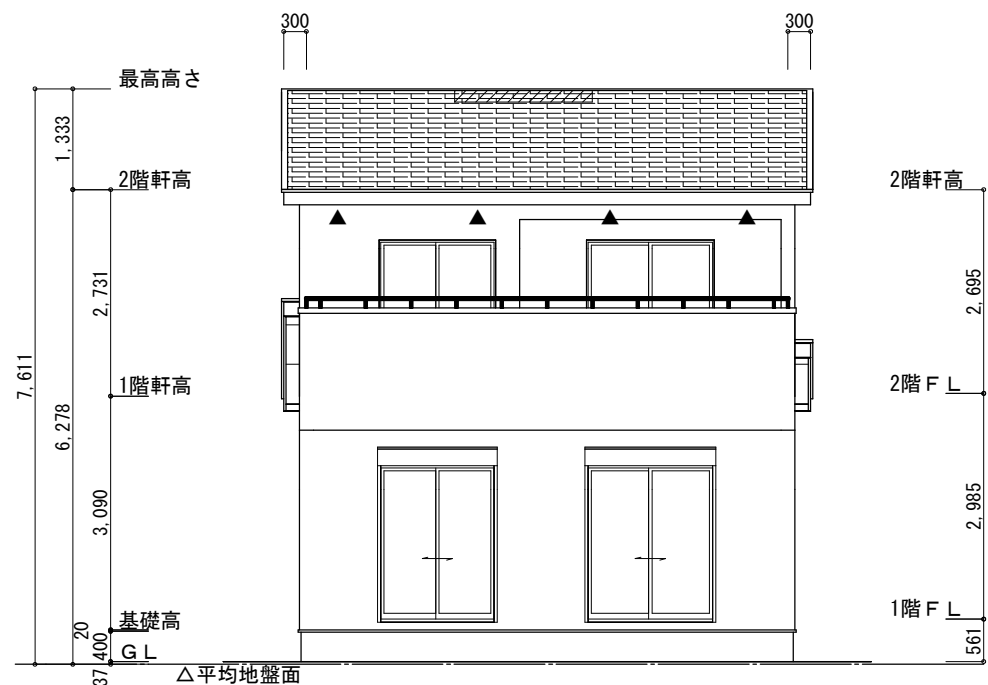 300
300
最高高さ
1,333
2階軒高
2階軒高
2,731
2,695
7,611
6,278
1階軒高
2階ＦＬ
3,090
2,985
基礎高
1階ＦＬ
20
400
561
ＧＬ
37
△平均地盤面